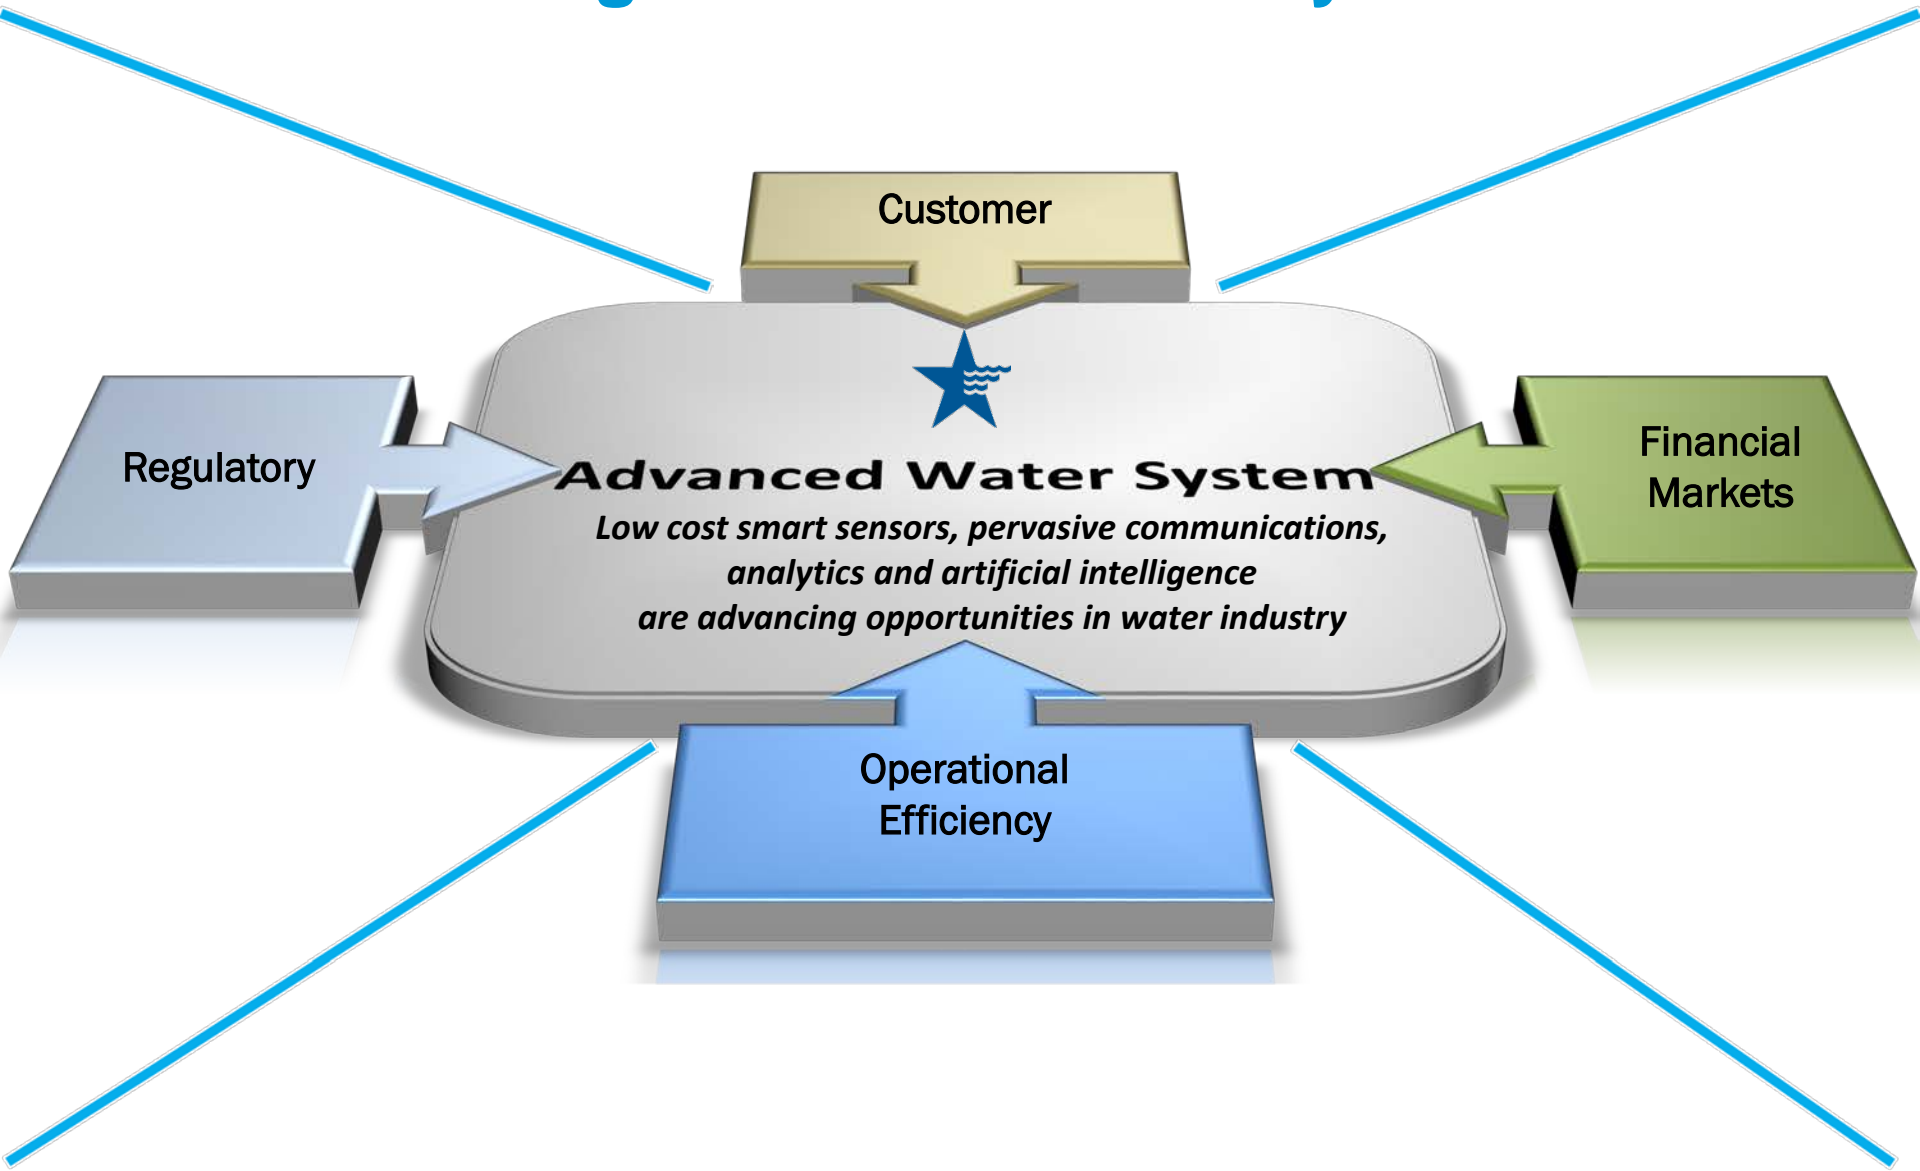 Customer
Regulatory
Financial
Markets
Advanced Water System
Low cost smart sensors, pervasive communications,
analytics and artificial intelligence
are advancing opportunities in water industry
Operational
Efficiency